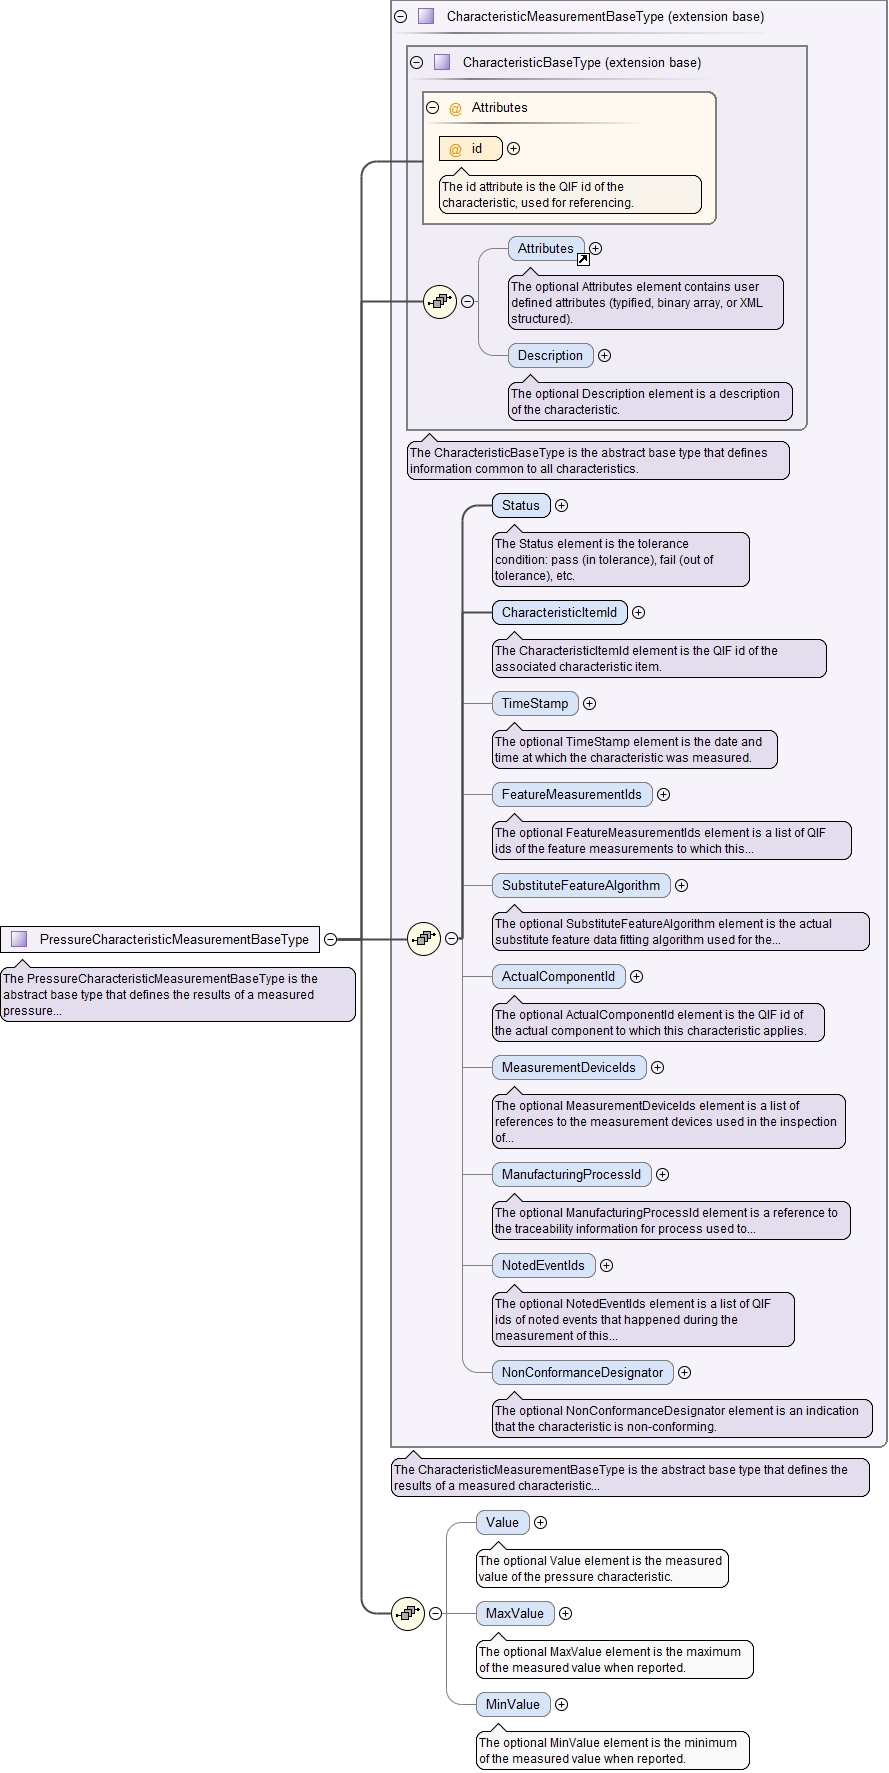 CharacteristicMeasurementBaseType (extension base)
CharacteristicBaseType (extension base)
@ Attributes
@ id
The id attribute is the QIF id of the
characteristic, used for referencing.
Attributes
The optional Attributes element contains user
defined attributes (typified, binary array, or XML
structured).
Description
The optional Description element is a description
of the characteristic.
The CharacteristicBaseType is the abstract base type that defines
information common to all characteristics.
Status
The Status element is the tolerance
condition: pass (in tolerance), fail (out of
tolerance), etc.
CharacteristicItemId
The CharacteristicItemId element is the QIF id of the
associated characteristic item.
TimeStamp
The optional TimeStamp element is the date and
time at which the characteristic was measured.
FeatureMeasurementIds
The optional FeatureMeasurementIds element is a list of QIF
ids of the feature measurements to which this...
SubstituteFeatureAlgorithm
The optional SubstituteFeatureAlgorithm element is the actual
substitute feature data fitting algorithm used for the...
PressureCharacteristicMeasurementBaseType
The PressureCharacteristicMeasurementBaseType is the
abstract base type that defines the results of a measured
pressure...
ActualComponentId
The optional ActualComponentId element is the QIF id of
the actual component to which this characteristic applies.
MeasurementDeviceIds
The optional MeasurementDeviceIds element is a list of
references to the measurement devices used in the inspection
of...
ManufacturingProcessId
The optional ManufacturingProcessId element is a reference to
the traceability information for process used to...
NotedEventIds
The optional NotedEventIds element is a list of QIF
ids of noted events that happened during the
measurement of this...
NonConformanceDesignator
The optional NonConformanceDesignator element is an indication
that the characteristic is non-conforming.
The CharacteristicMeasurementBaseType is the abstract base type that defines the
results of a measured characteristic...
Value
The optional Value element is the measured
value of the pressure characteristic.
MaxValue
The optional MaxValue element is the maximum
of the measured value when reported.
MinValue
The optional MinValue element is the minimum
of the measured value when reported.